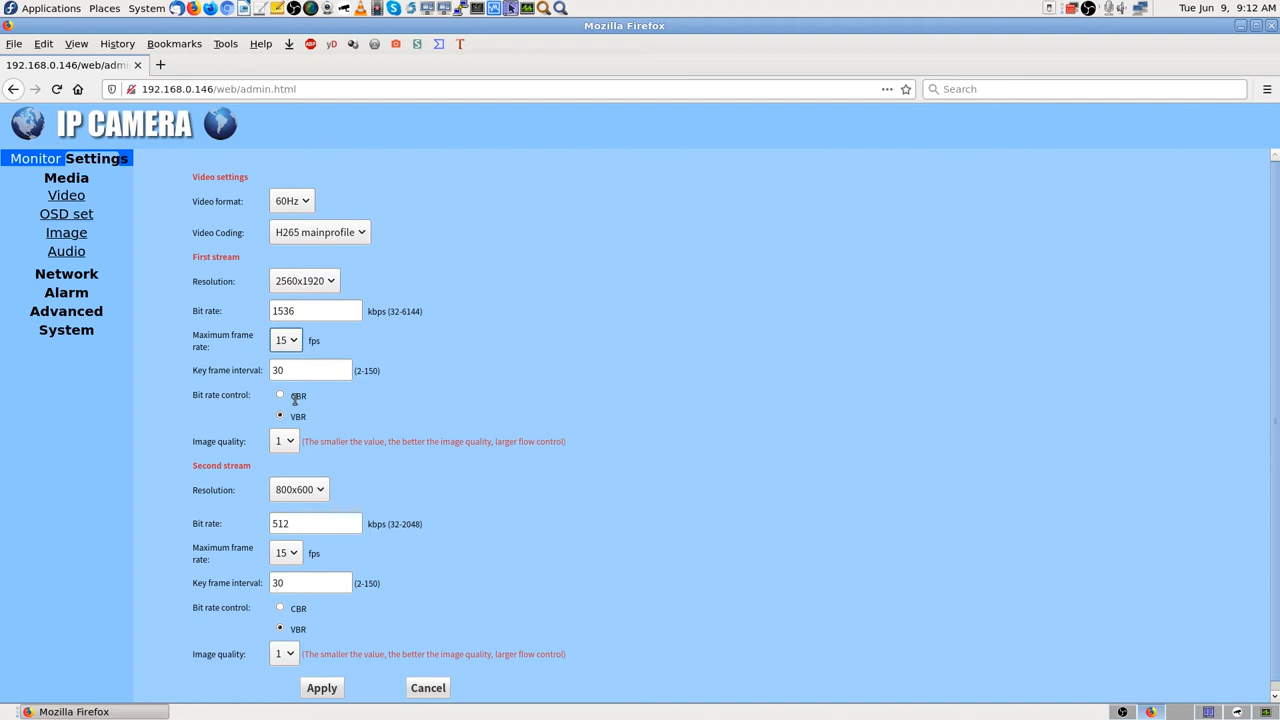 Applications Places System Tue Jun 9, 9:12 AM
Mozilla Firefox
File Edit View History Bookmarks Tools Help
192.168.0.146/web/adm
192.168.0.146/web/admin.html Search
IP CAMERA
Monitor Settings
Media
Video
OSD set
Image
Audio
Network
Alarm
Advanced
System
Video settings
Video format: 60Hz
Video Coding: H265 mainprofile
First stream
Resolution: 2560x1920
Bit rate: 1536 kbps (32-6144)
Maximum frame
rate: 15 fps
Key frame interval: 30 (2-150)
Bit rate control: CBR
VBR
Image quality: 1 (The smaller the value, the better the image quality, larger flow control)
Second stream
Resolution: 800x600
Bit rate: 512 kbps (32-2048)
Maximum frame
rate: 15 fps
Key frame interval: 30 (2-150)
Bit rate control: CBR
VBR
Image quality: 1 (The smaller the value, the better the image quality, larger flow control)
Apply Cancel
Mozilla Firefox